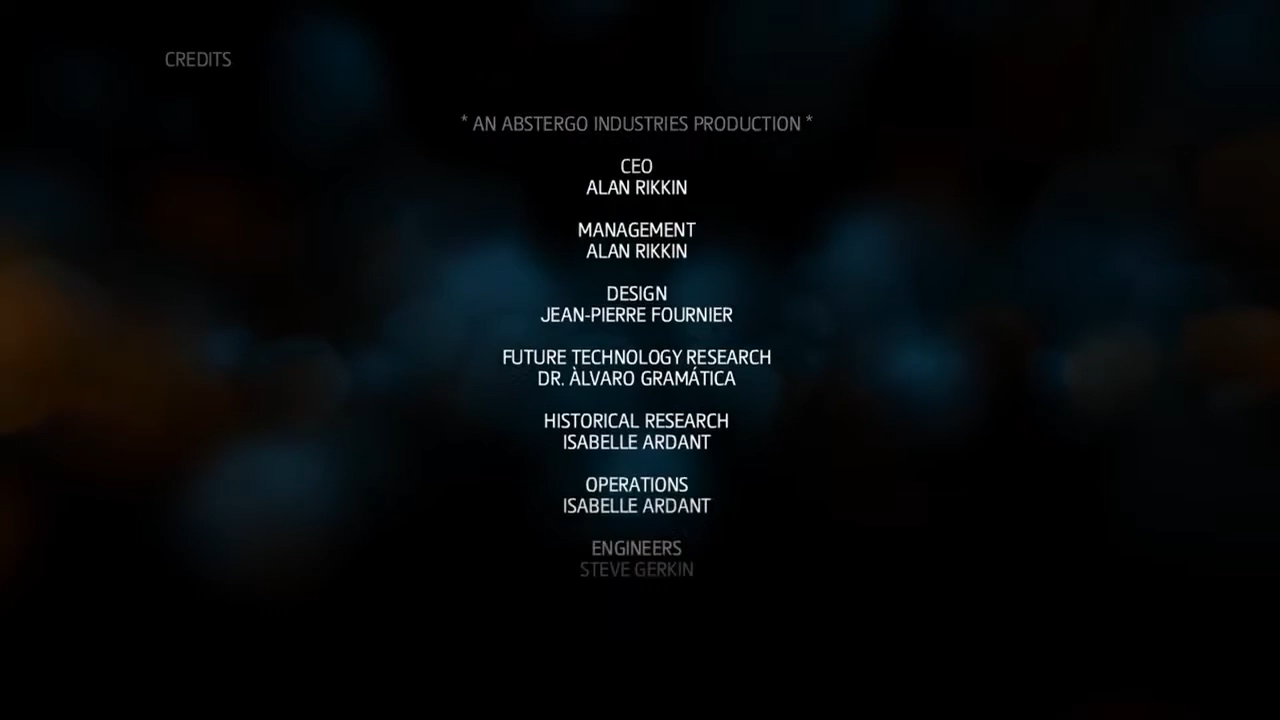 CREDITS
* AN ABSTERGO INDUSTRIES PRODUCTION *
CEO
ALAN RIKKIN
MANAGEMENT
ALAN RIKKIN
DESIGN
JEAN-PIERRE FOURNIER
FUTURE TECHNOLOGY RESEARCH
DR. ÀLVARO GRAMÁTICA
HISTORICAL RESEARCH
ISABELLE ARDANT
OPERATIONS
ISABELLE ARDANT
ENGINEERS
STEVE GERKIN